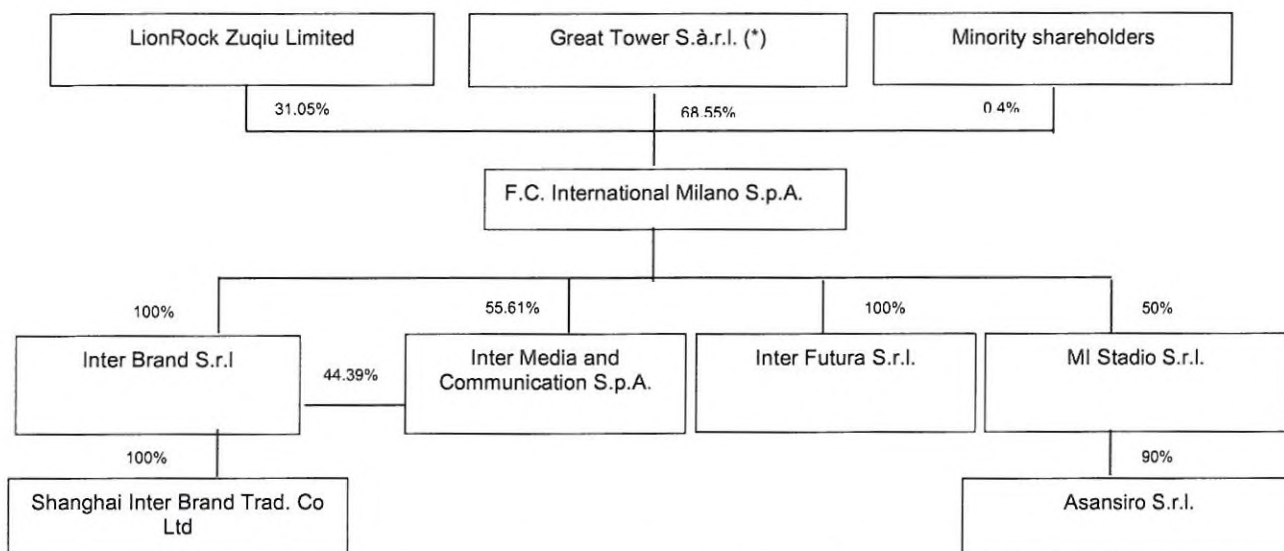 LionRock Zuqiu Limited
Great Tower S.à.r.l. (*)
Minority shareholders
31.05%
68.55%
0.4%
F.C. International Milano S.p.A.
100%
55.61%
100%
50%
Inter Brand S.r.l
44.39%
Inter Media and
Communication S.p.A.
Inter Futura S.r.l.
MI Stadio S.r.l.
100%
90%
Shanghai Inter Brand Trad. Co
Ltd
Asansiro S.r.l.